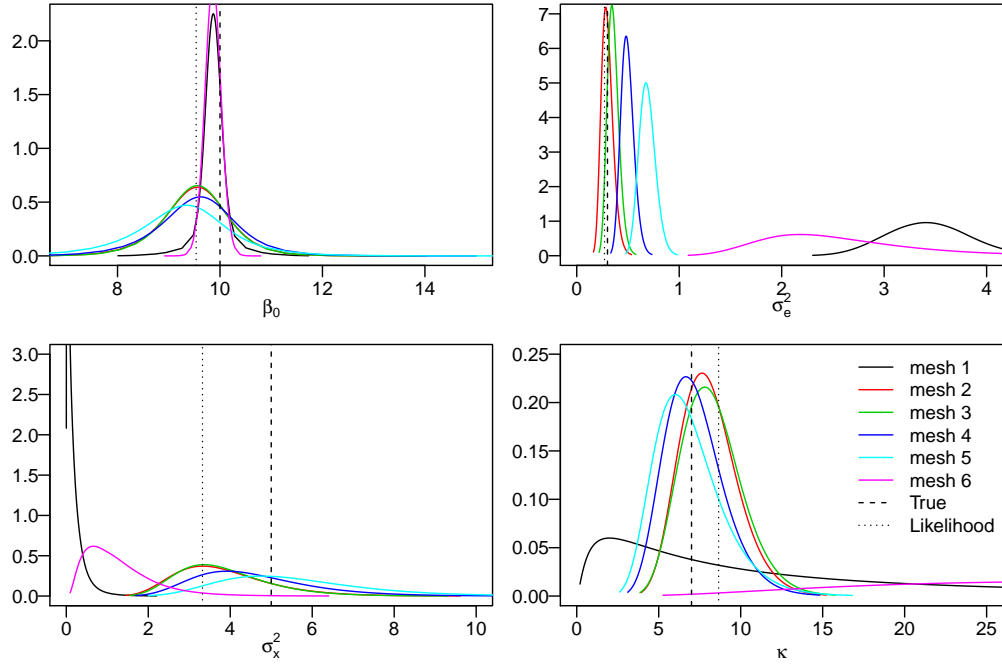 2.0
1.5
1.0
0.5
0.0
8 10 12 14
β0
7
6
5
4
3
2
1
0
0 1 2 3 4
σe2
3.0
2.5
2.0
1.5
1.0
0.5
0.0
0 2 4 6 8 10
σx2
0.25
0.20
0.15
0.10
0.05
0.00
5 10 15 20 25
κ
mesh 1
mesh 2
mesh 3
mesh 4
mesh 5
mesh 6
True
Likelihood